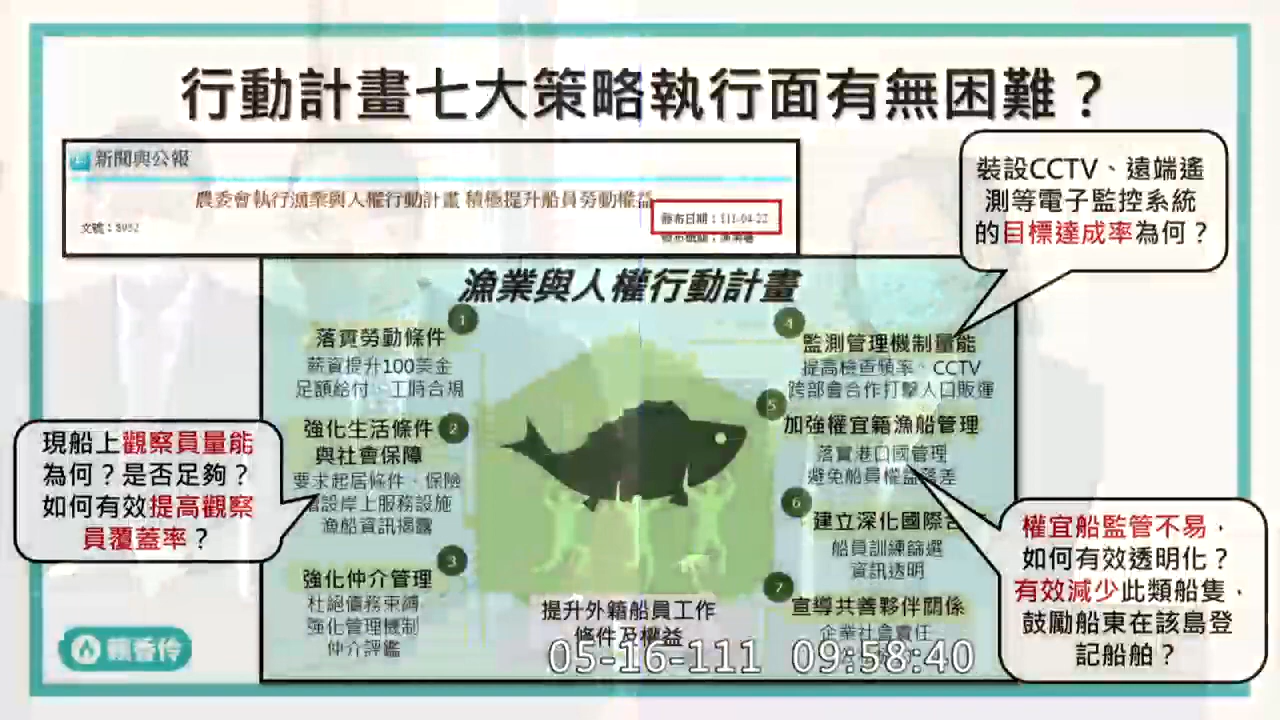 行動計畫七大策略執行面有無困難？
新聞與公報
農委會執行漁業與人權行動計畫 積極提升船員勞動權益
文號：8952
發布日期：111-04-22
裝設CCTV、遠端遙
測等電子監控系統
的目標達成率為何？
漁業與人權行動計畫
1
落實勞動條件
薪資提升100美金
足額給付、工時合規
強化生活條件 2
與社會保障
要求起居條件、保險
設岸上服務設施
漁船資訊揭露
3
強化仲介管理
杜絕債務束縛
強化管理機制
仲介評鑑
提升外籍船員工作
條件及權益
4
監測管理機制量能
提高檢查頻率、CCTV
跨部會合作打擊人口販運
5
加強權宜籍漁船管理
落實港口國管理
避免船員權益落差
6
建立深化國際合
船員訓練篩選
資訊透明
7
宣導共善夥伴關係
企業社會責任
現船上觀察員量能
為何？是否足夠？
如何有效提高觀察
員覆蓋率？
權宜船監管不易，
如何有效透明化？
有效減少此類船隻，
鼓勵船東在該島登
記船舶？
賴香伶
05-16-111 09:58:40